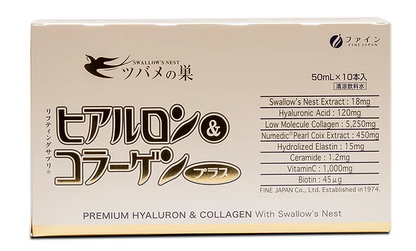 SWALLOW'S NEST
ツバメの巣
ファイン
FINE JAPAN
50mL×10本入
清涼飲料水
リフティングサプリ®
ヒアルロン&
コラーゲン
プラス
Swallow's Nest Extract : 18mg
Hyaluronic Acid : 120mg
Low Molecule Collagen : 5,250mg
Numedic® Pearl Coix Extract : 450mg
Hydrolized Elastin : 15mg
Ceramide : 1.2mg
VitaminC : 1,000mg
Biotin : 45μg
FINE JAPAN Co., Ltd. Established in 1974.
PREMIUM HYALURON & COLLAGEN With Swallow's Nest